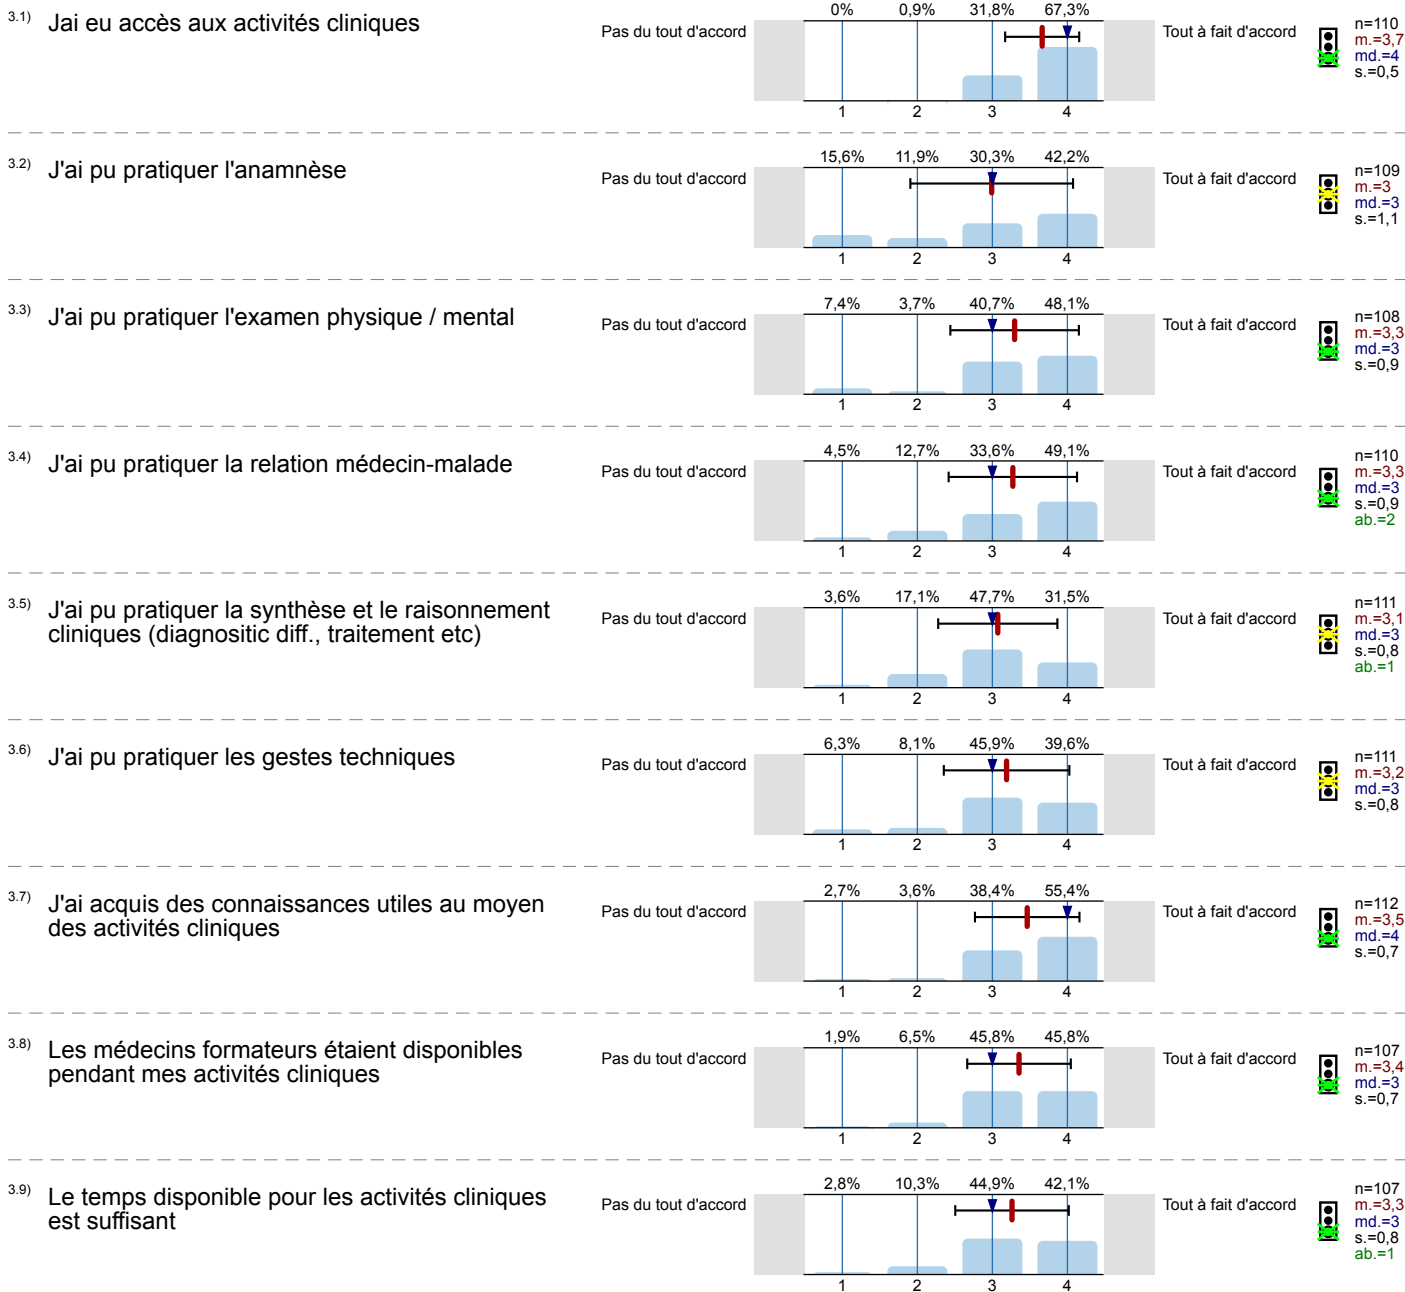 3.1) Jai eu accès aux activités cliniques
Pas du tout d'accord
0% 0,9% 31,8% 67,3%
1 2 3 4
Tout à fait d'accord
n=110
m.=3,7
md.=4
s.=0,5
3.2) J'ai pu pratiquer l'anamnèse
Pas du tout d'accord
15,6% 11,9% 30,3% 42,2%
1 2 3 4
Tout à fait d'accord
n=109
m.=3
md.=3
s.=1,1
3.3) J'ai pu pratiquer l'examen physique / mental
Pas du tout d'accord
7,4% 3,7% 40,7% 48,1%
1 2 3 4
Tout à fait d'accord
n=108
m.=3,3
md.=3
s.=0,9
3.4) J'ai pu pratiquer la relation médecin-malade
Pas du tout d'accord
4,5% 12,7% 33,6% 49,1%
1 2 3 4
Tout à fait d'accord
n=110
m.=3,3
md.=3
s.=0,9
ab.=2
3.5) J'ai pu pratiquer la synthèse et le raisonnement
cliniques (diagnositic diff., traitement etc)
Pas du tout d'accord
3,6% 17,1% 47,7% 31,5%
1 2 3 4
Tout à fait d'accord
n=111
m.=3,1
md.=3
s.=0,8
ab.=1
3.6) J'ai pu pratiquer les gestes techniques
Pas du tout d'accord
6,3% 8,1% 45,9% 39,6%
1 2 3 4
Tout à fait d'accord
n=111
m.=3,2
md.=3
s.=0,8
3.7) J'ai acquis des connaissances utiles au moyen
des activités cliniques
Pas du tout d'accord
2,7% 3,6% 38,4% 55,4%
1 2 3 4
Tout à fait d'accord
n=112
m.=3,5
md.=4
s.=0,7
3.8) Les médecins formateurs étaient disponibles
pendant mes activités cliniques
Pas du tout d'accord
1,9% 6,5% 45,8% 45,8%
1 2 3 4
Tout à fait d'accord
n=107
m.=3,4
md.=3
s.=0,7
3.9) Le temps disponible pour les activités cliniques
est suffisant
Pas du tout d'accord
2,8% 10,3% 44,9% 42,1%
1 2 3 4
Tout à fait d'accord
n=107
m.=3,3
md.=3
s.=0,8
ab.=1